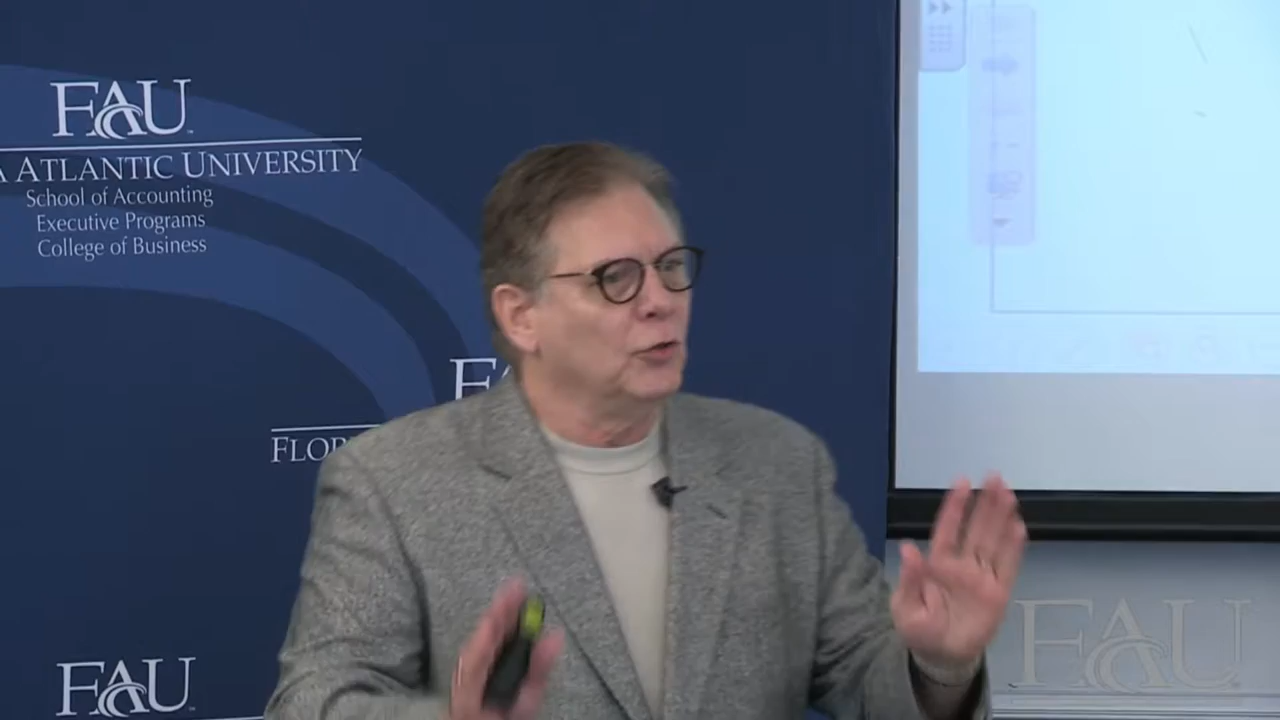 FAU
A ATLANTIC UNIVERSITY
School of Accounting
Executive Programs
College of Business
FAU
FAU